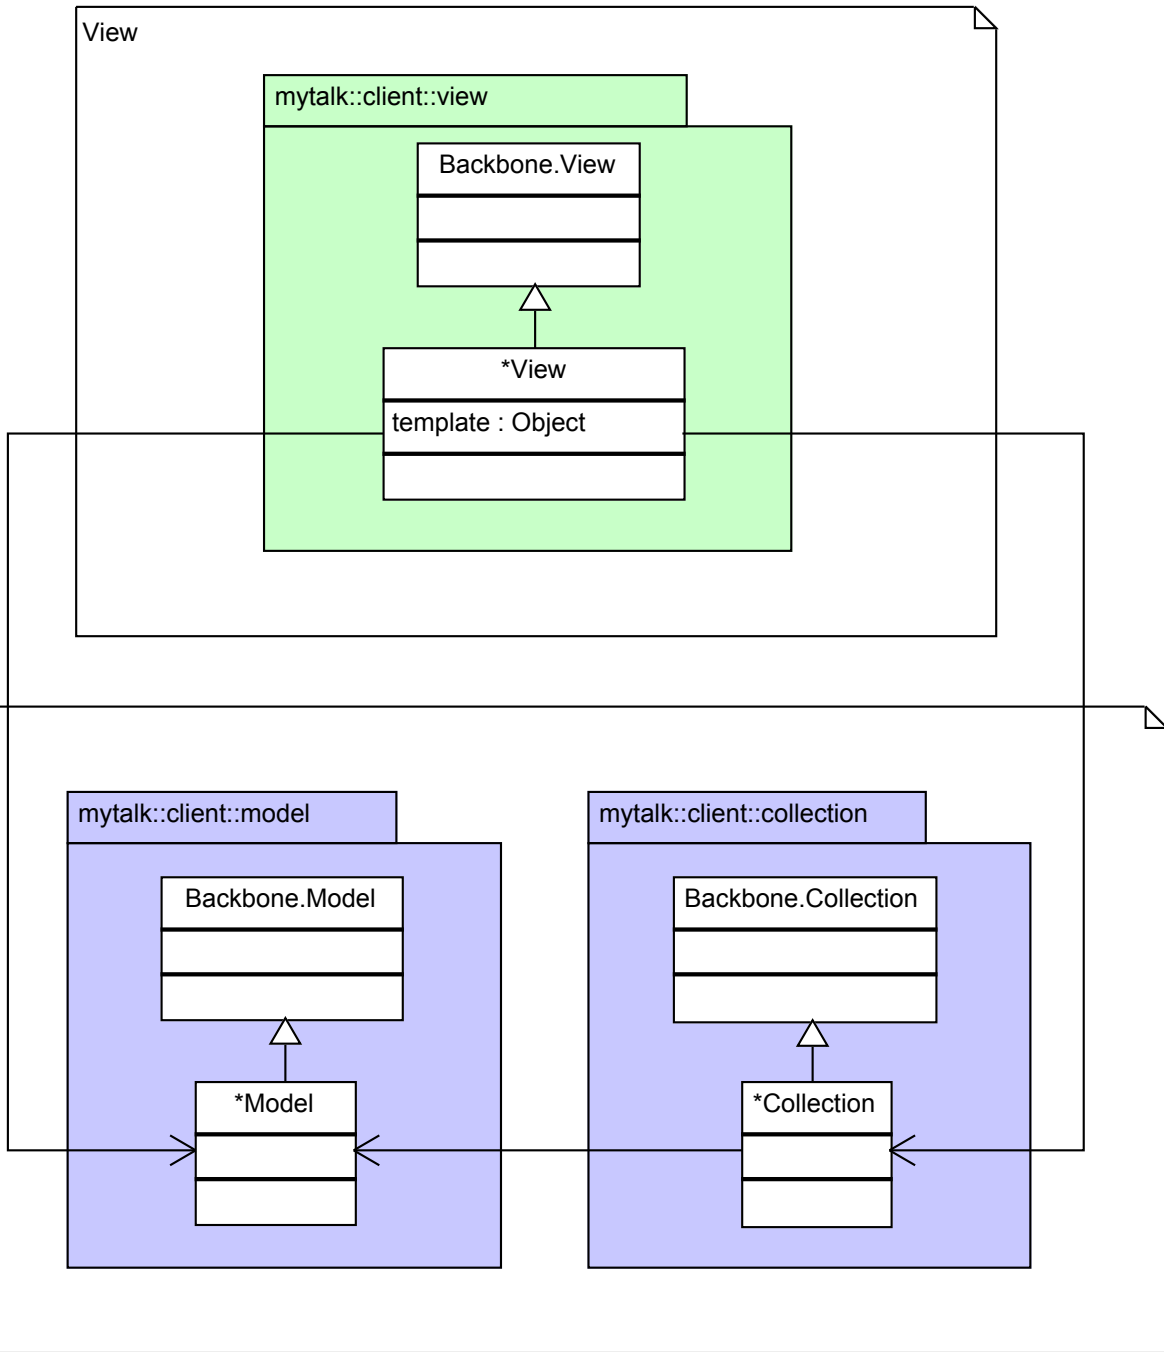 View
mytalk::client::view
Backbone.View
*View
template : Object
mytalk::client::model
mytalk::client::collection
Backbone.Model
Backbone.Collection
*Model
*Collection